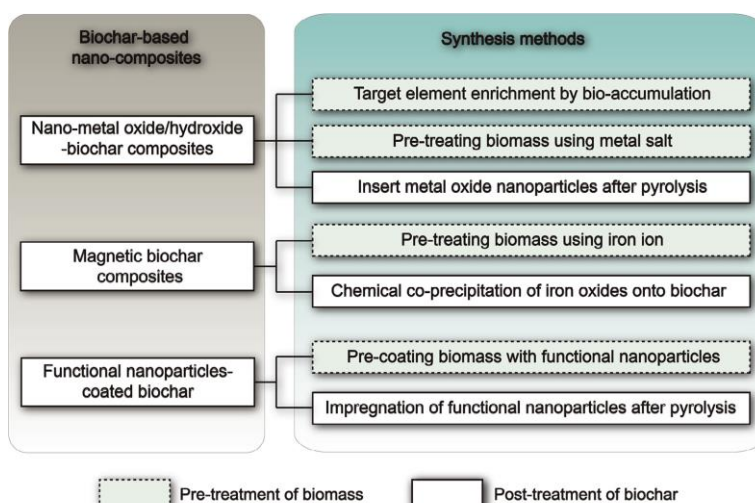 Biochar-based
nano-composites
Synthesis methods
Nano-metal oxide/hydroxide
-biochar composites
Target element enrichment by bio-accumulation
Pre-treating biomass using metal salt
Insert metal oxide nanoparticles after pyrolysis
Magnetic biochar
composites
Pre-treating biomass using iron ion
Chemical co-precipitation of iron oxides onto biochar
Functional nanoparticles-
coated biochar
Pre-coating biomass with functional nanoparticles
Impregnation of functional nanoparticles after pyrolysis
Pre-treatment of biomass
Post-treatment of biochar